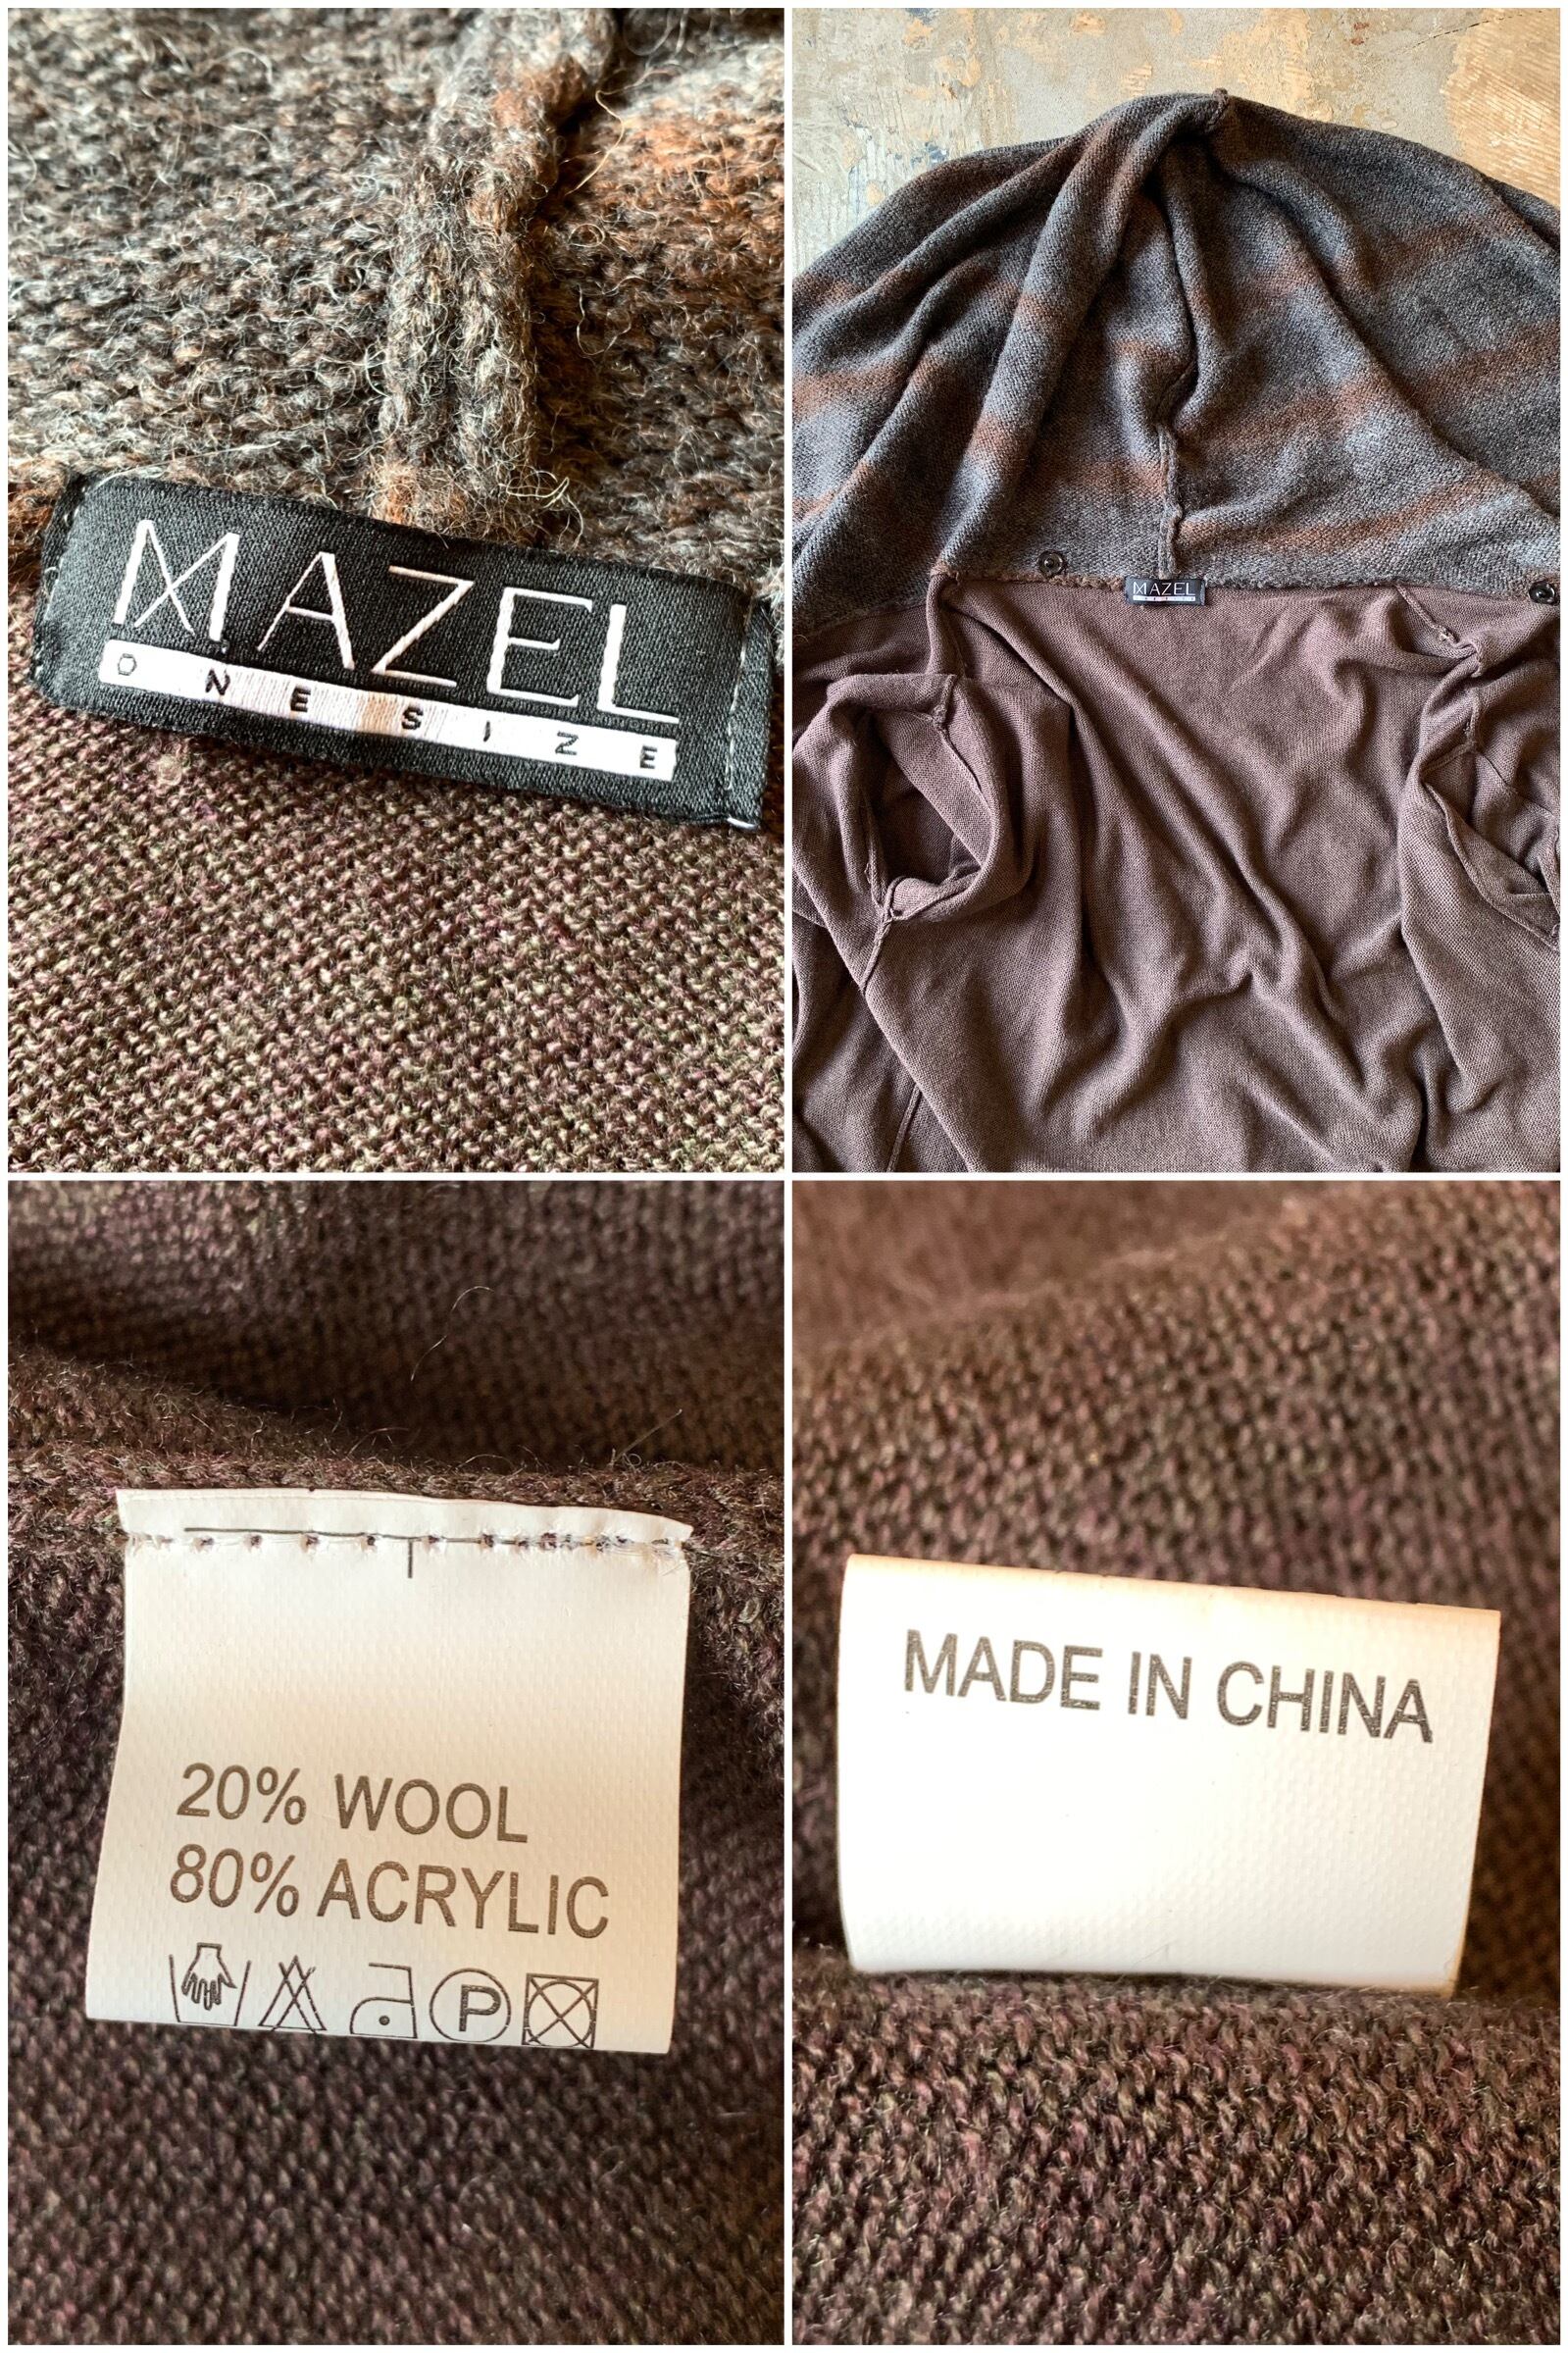 MAZEL
ONE SIZE
MAZEL
20% WOOL
80% ACRYLIC
P
MADE IN CHINA